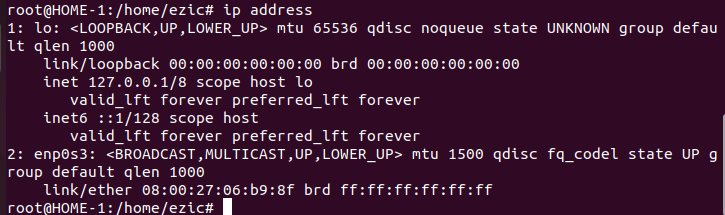 root@HOME-1:/home/ezic# ip address
1: lo: <LOOPBACK,UP,LOWER_UP> mtu 65536 qdisc noqueue state UNKNOWN group defau
lt qlen 1000
    link/loopback 00:00:00:00:00:00 brd 00:00:00:00:00:00
    inet 127.0.0.1/8 scope host lo
       valid_lft forever preferred_lft forever
    inet6 ::1/128 scope host
       valid_lft forever preferred_lft forever
2: enp0s3: <BROADCAST,MULTICAST,UP,LOWER_UP> mtu 1500 qdisc fq_codel state UP g
roup default qlen 1000
    link/ether 08:00:27:06:b9:8f brd ff:ff:ff:ff:ff:ff
root@HOME-1:/home/ezic#